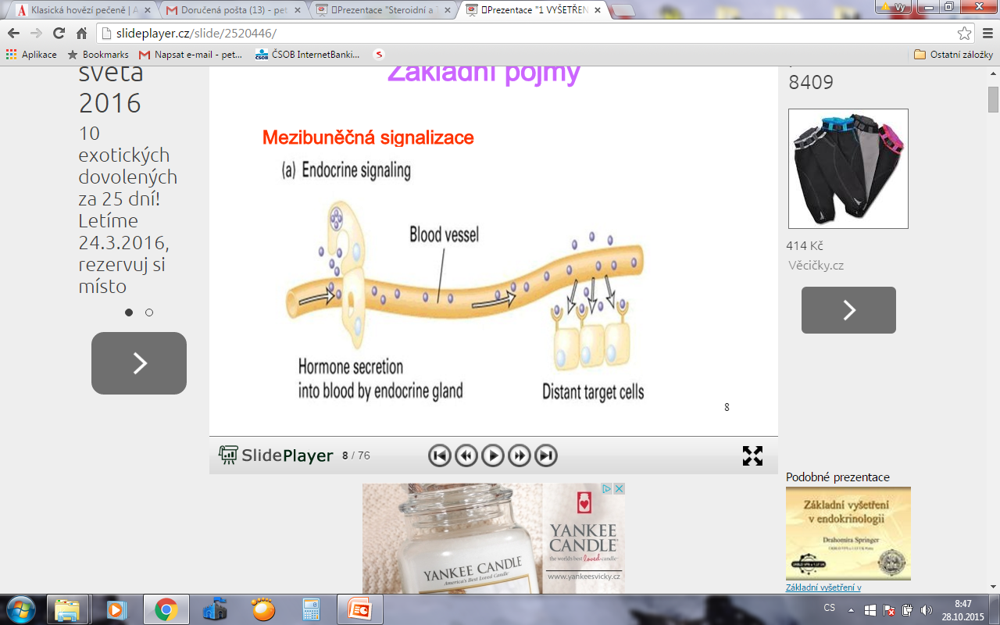 Klasická hovězí pečeně | A
Doručená pošta (13) - pet
Prezentace "Steroidní a
Prezentace "1 VYŠETŘEN
Vy
slideplayer.cz/slide/2520446/
Aplikace
Bookmarks
Napsat e-mail - pet...
ČSOB InternetBanki...
Ostatní záložky
světa
2016
10
exotických
dovolených
za 25 dní!
Letíme
24.3.2016,
rezervuj si
místo
Základní pojmy
Mezibuněčná signalizace
(a) Endocrine signaling
Blood vessel
Hormone secretion
into blood by endocrine gland
Distant target cells
8
SlidePlayer
8 / 76
8409
414 Kč
Věcičky.cz
YANKEE CANDLE
America's Best Loved Candle
YANKEE
CANDLE
the world's best loved candle
www.yankeesvicky.cz
Podobné prezentace
Základní vyšetření
v endokrinologii
Drahomíra Springer
Základní vyšetření v
CS
8:47
28.10.2015